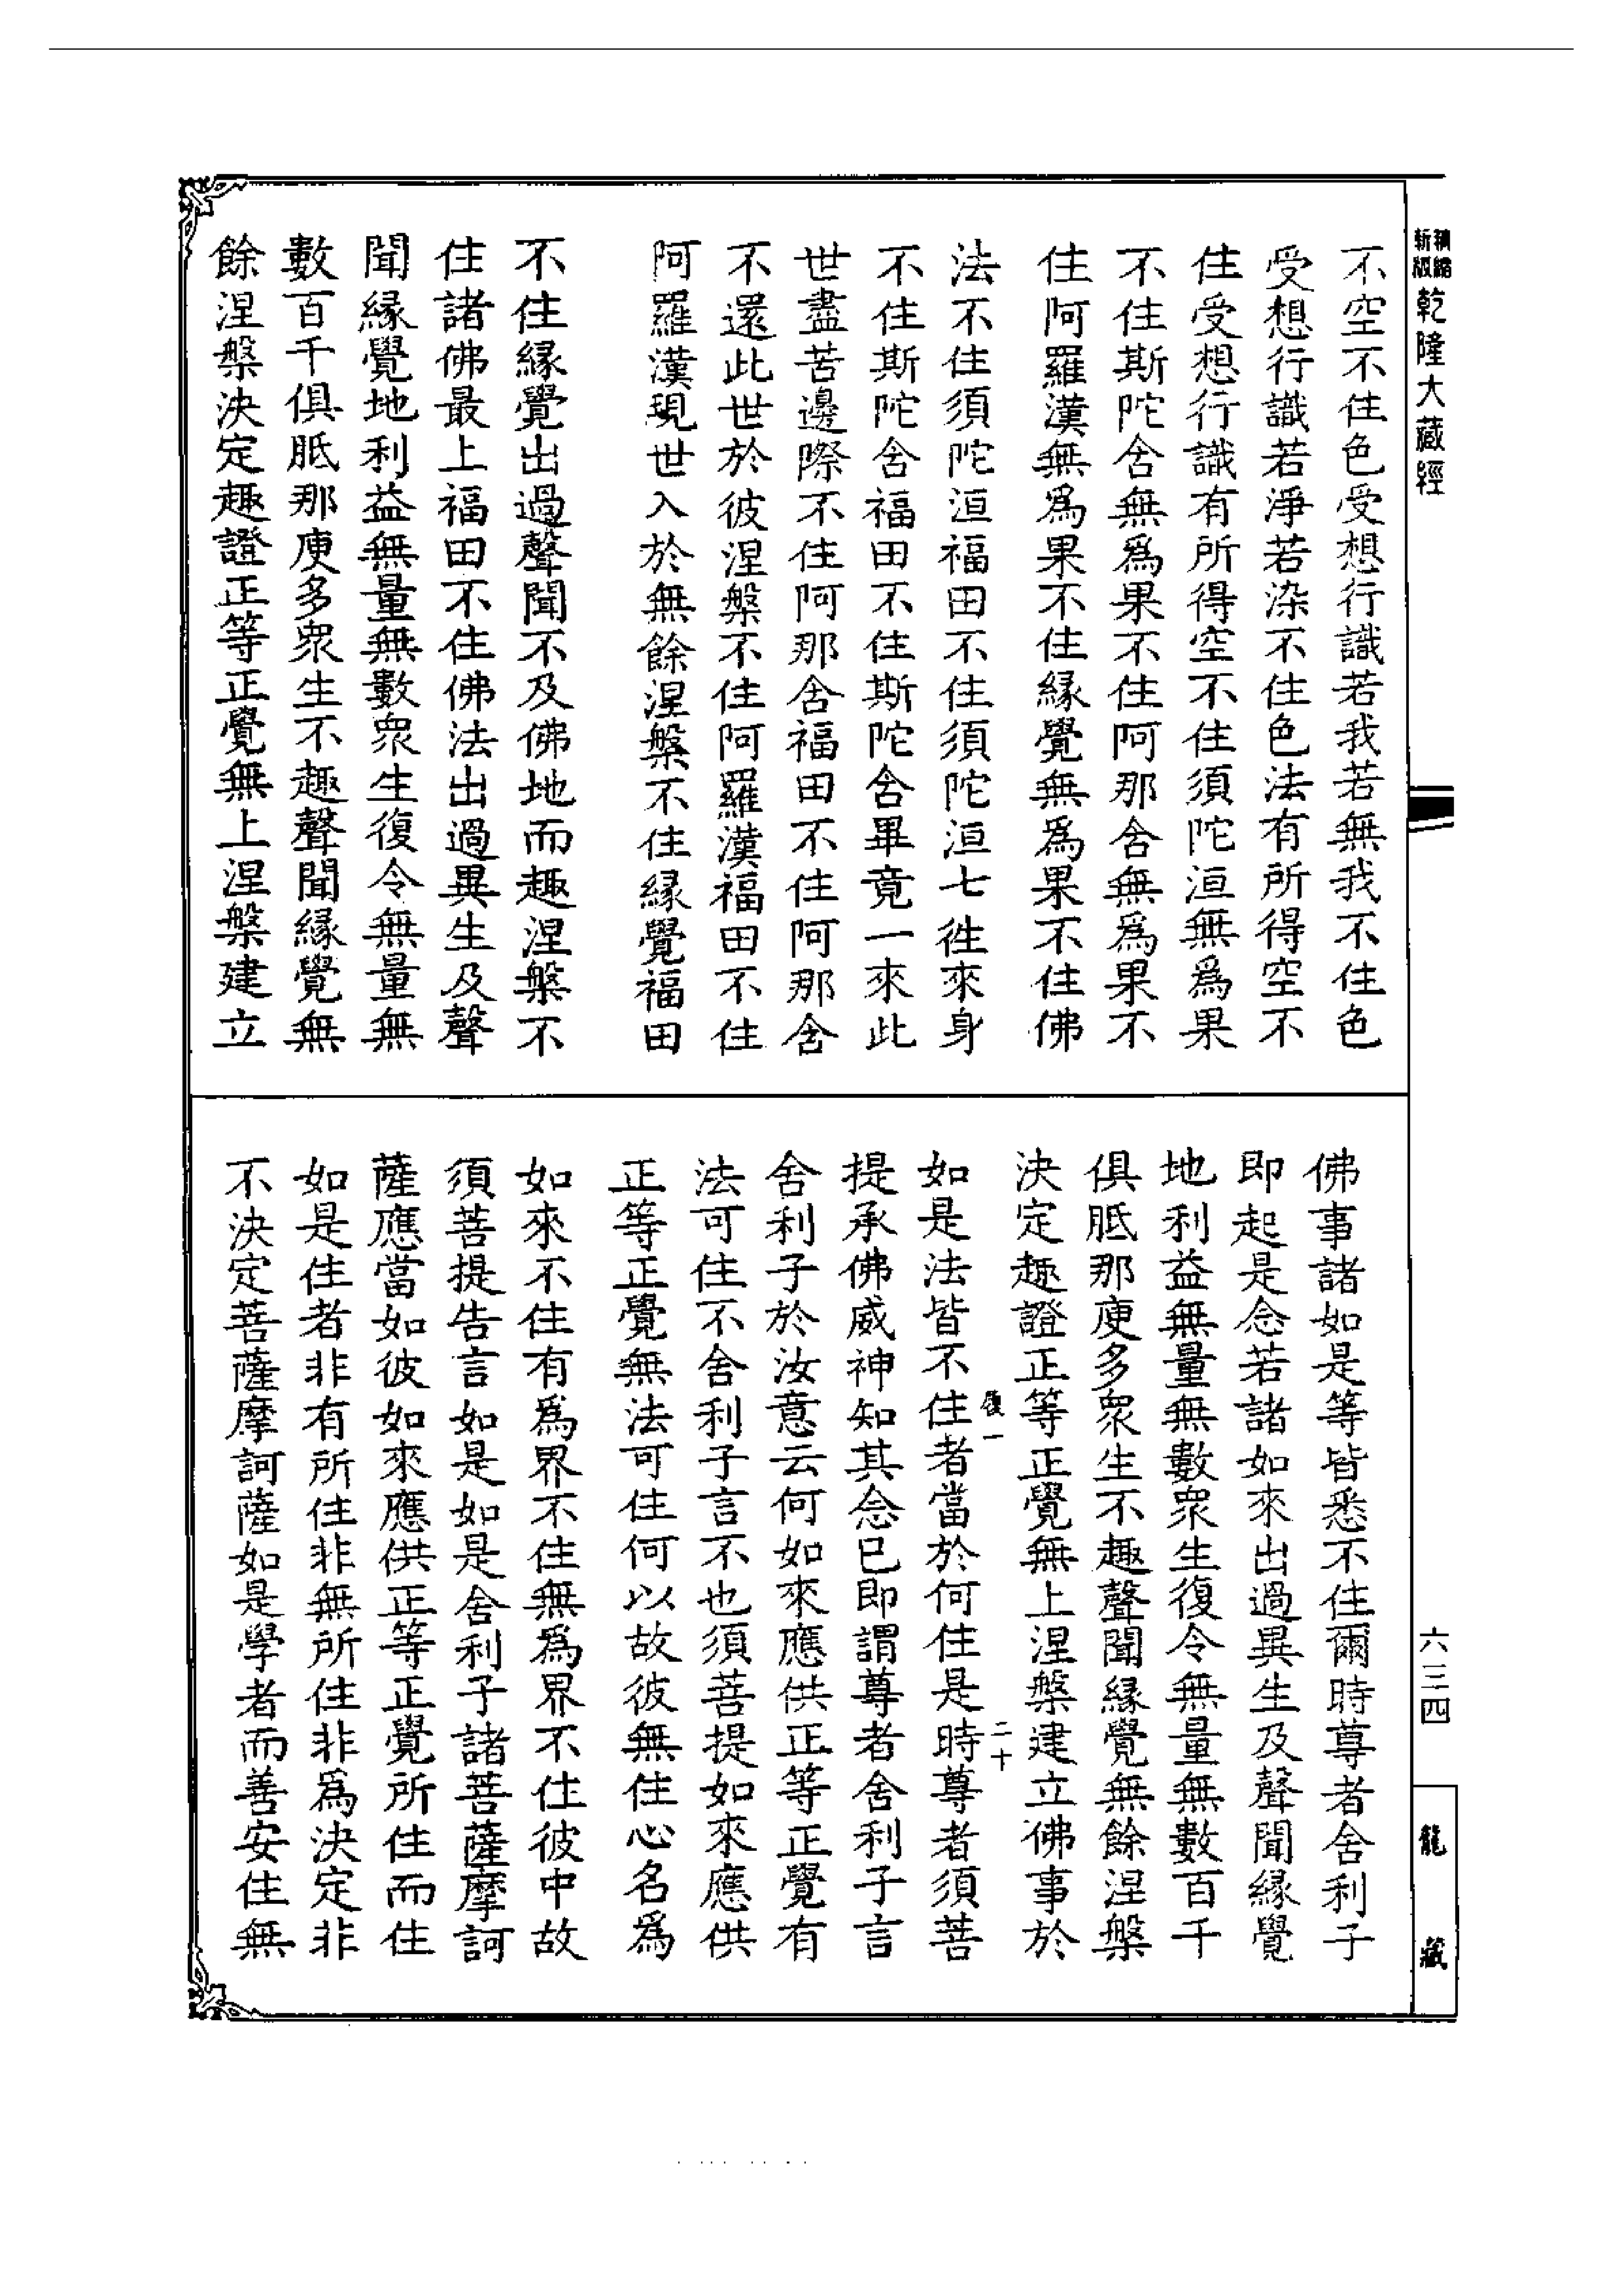 精縮
新版
乾隆大藏經
不空不住色受想行識若我若無我不住色
受想行識若淨若染不住色法有所得空不
住受想行識有所得空不住須陀洹無爲果
不住斯陀含無爲果不住阿那含無爲果不
住阿羅漢無爲果不住緣覺無爲果不住佛
法不住須陀洹福田不住須陀洹七徃來身
不住斯陀含福田不住斯陀含畢竟一來此
世盡苦邊際不住阿那含福田不住阿那含
不還此世於彼涅槃不住阿羅漢福田不住
阿羅漢現世入於無餘涅槃不住緣覺福田
不住緣覺出過聲聞不及佛地而趣涅槃不
住諸佛最上福田不住佛法出過異生及聲
聞緣覺地利益無量無數衆生復令無量無
數百千俱胝那庾多衆生不趣聲聞緣覺無
餘涅槃決定趣證正等正覺無上涅槃建立
佛事諸如是等皆悉不住爾時尊者舍利子
即起是念若諸如來出過異生及聲聞緣覺
地利益無量無數衆生復令無量無數百千
俱胝那庾多衆生不趣聲聞緣覺無餘涅槃
決定趣證正等正覺無上涅槃建立佛事於
如是法皆不住者當於何住是時尊者須菩
提承佛威神知其念已即謂尊者舍利子言
舍利子於汝意云何如來應供正等正覺有
法可住不舍利子言不也須菩提如來應供
正等正覺無法可住何以故彼無住心名爲
如來不住有爲界不住無爲界不住彼中故
須菩提告言如是如是舍利子諸菩薩摩訶
薩應當如彼如來應供正等正覺所住而住
如是住者非有所住非無所住非爲決定非
不決定菩薩摩訶薩如是學者而善安住無
二十
六三四
龍藏